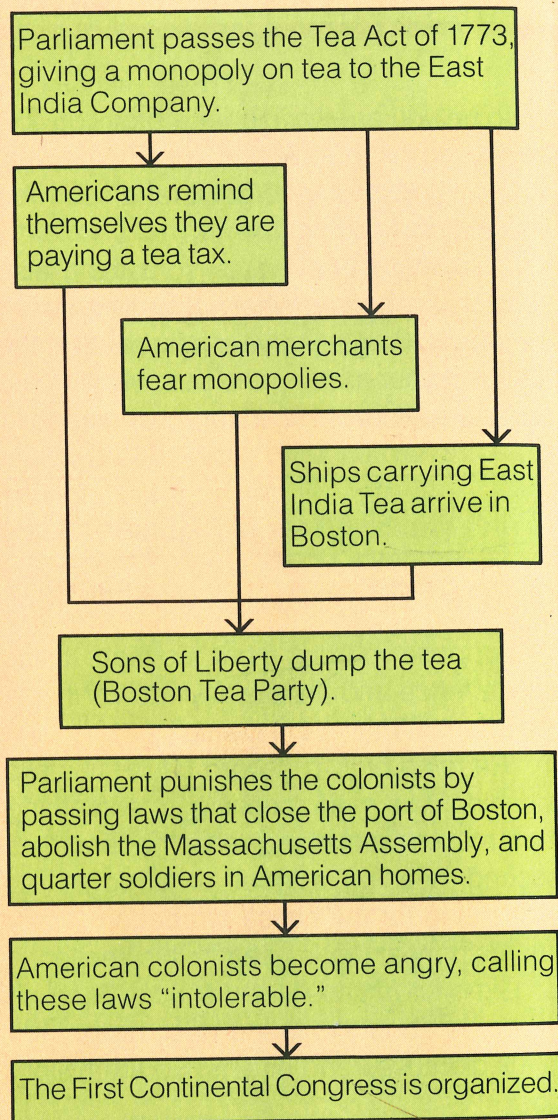 Parliament passes the Tea Act of 1773,
giving a monopoly on tea to the East
India Company.
Americans remind
themselves they are
paying a tea tax.
American merchants
fear monopolies.
Ships carrying East
India Tea arrive in
Boston.
Sons of Liberty dump the tea
(Boston Tea Party).
Parliament punishes the colonists by
passing laws that close the port of Boston,
abolish the Massachusetts Assembly, and
quarter soldiers in American homes.
American colonists become angry, calling
these laws “intolerable.”
The First Continental Congress is organized.